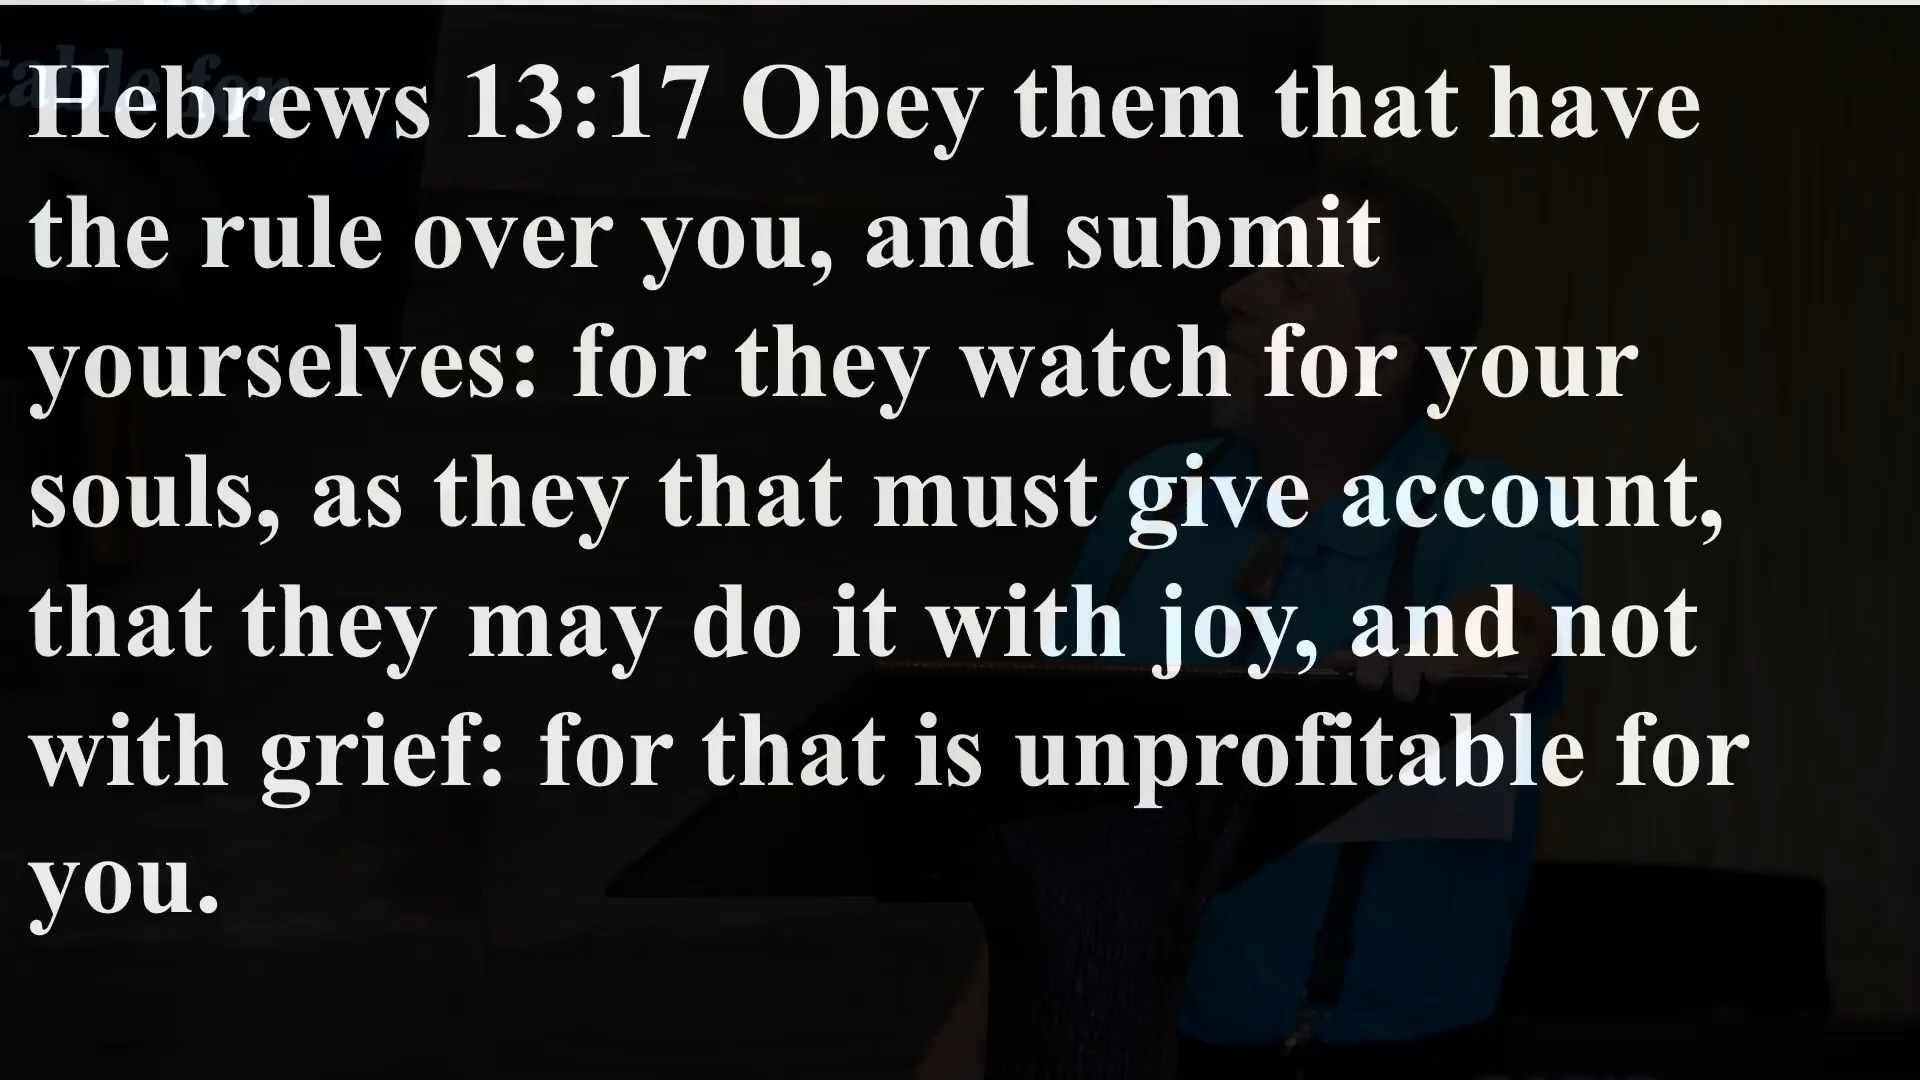 table for
Hebrews 13:17 Obey them that have
the rule over you, and submit
yourselves: for they watch for your
souls, as they that must give account,
that they may do it with joy, and not
with grief: for that is unprofitable for
you.